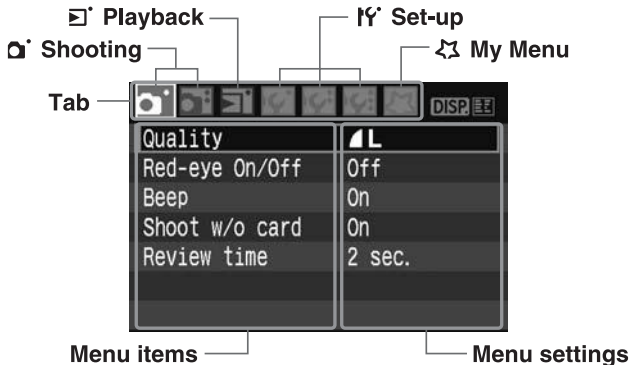 Playback
Set-up
Shooting
My Menu
Tab
DISP.
Quality L
Red-eye On/Off Off
Beep On
Shoot w/o card On
Review time 2 sec.
Menu items
Menu settings